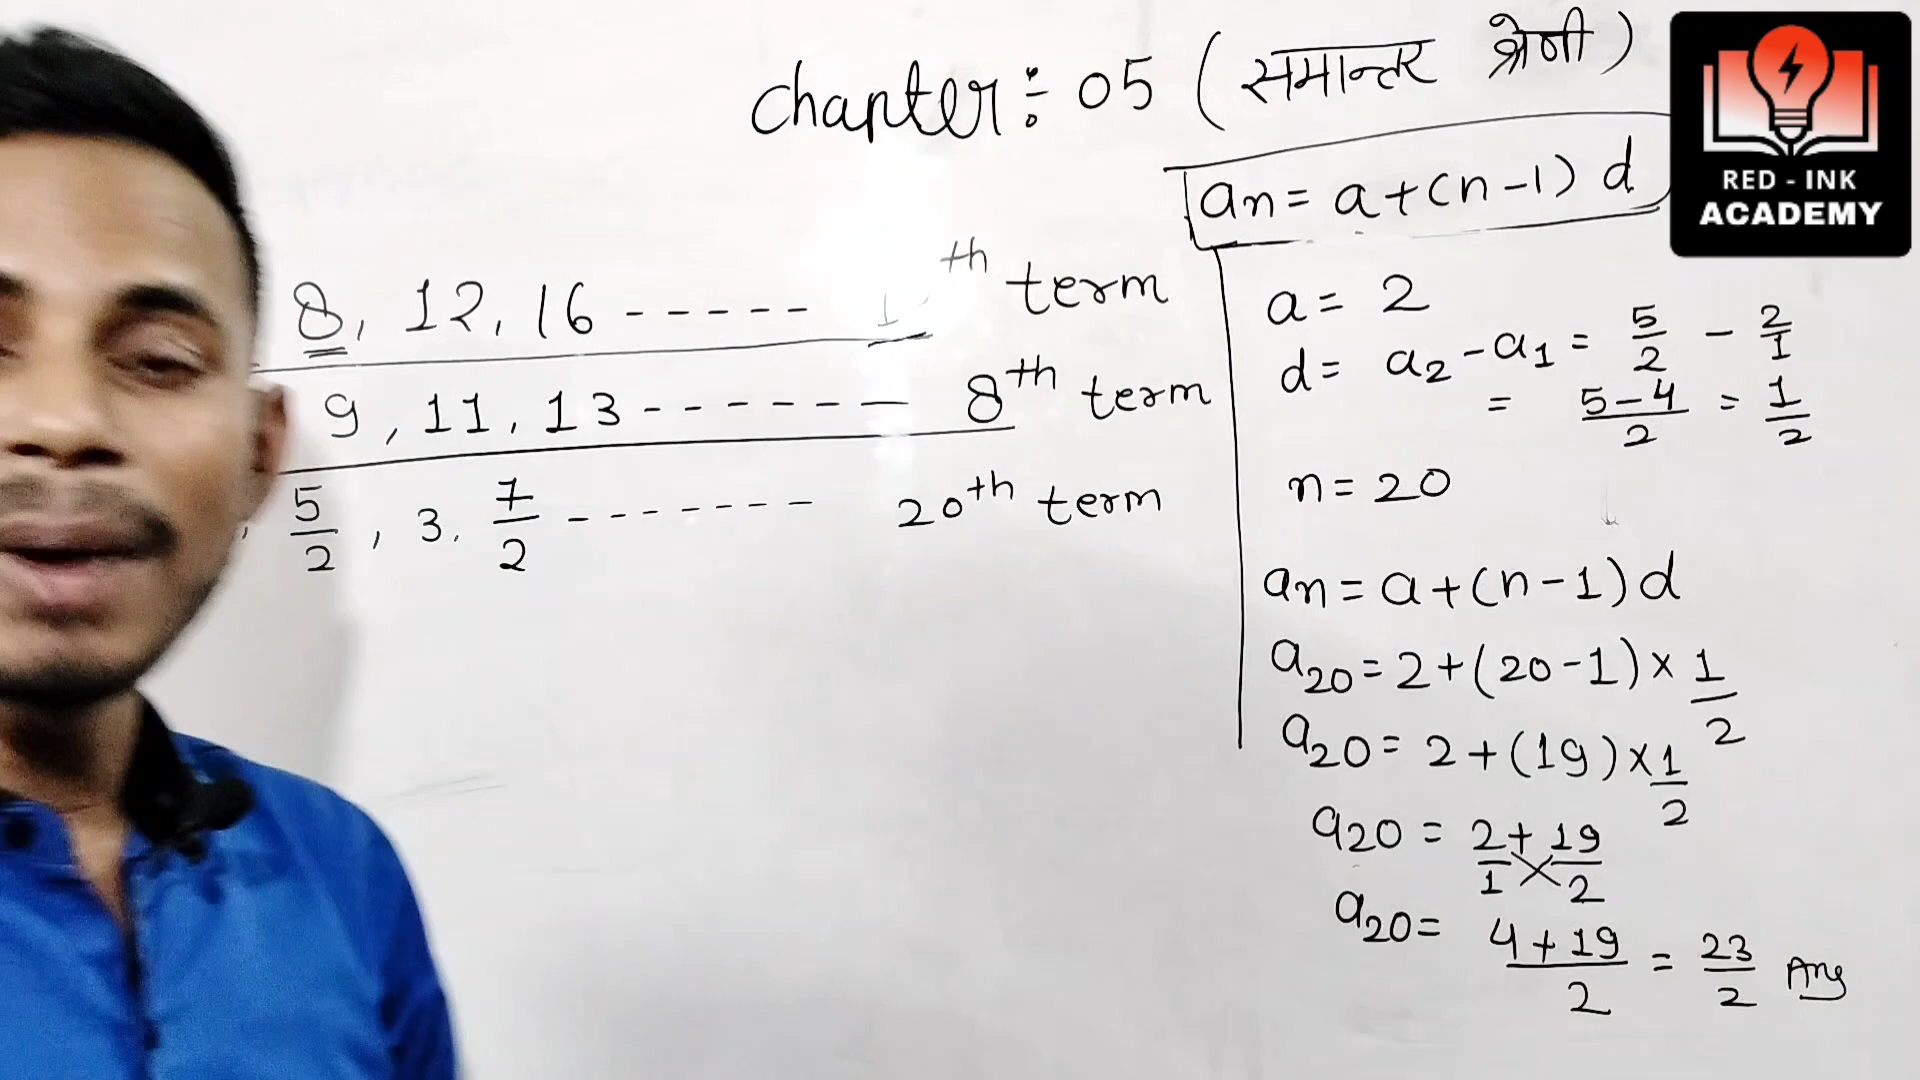 chapter÷ 05 (समान्तर श्रेणी)
RED - INK
ACADEMY
an = a+(n-1) d
8, 12, 16 ----- 1 th term
9, 11, 13 ------- 8th term
, 5/2, 3, 7/2 ------- 20th term
a = 2
d = a2 - a1 = 5/2 - 2/1
= 5-4/2 = 1/2
n = 20
an = a+(n-1)d
a20 = 2+(20-1)× 1/2
a20 = 2+(19)×1/2
a20 = 2/1 + 19/2
a20 = 4+19/2 = 23/2 Ans